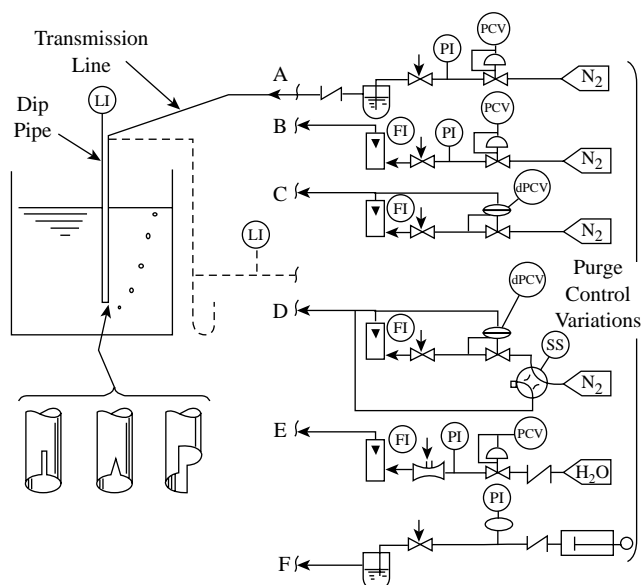 Transmission
Line
LI
Dip
Pipe
LI
A
PI
PCV
N2
B
FI
PI
PCV
N2
C
FI
dPCV
N2
Purge
Control
Variations
D
FI
dPCV
SS
N2
E
FI
PI
PCV
H2O
PI
F